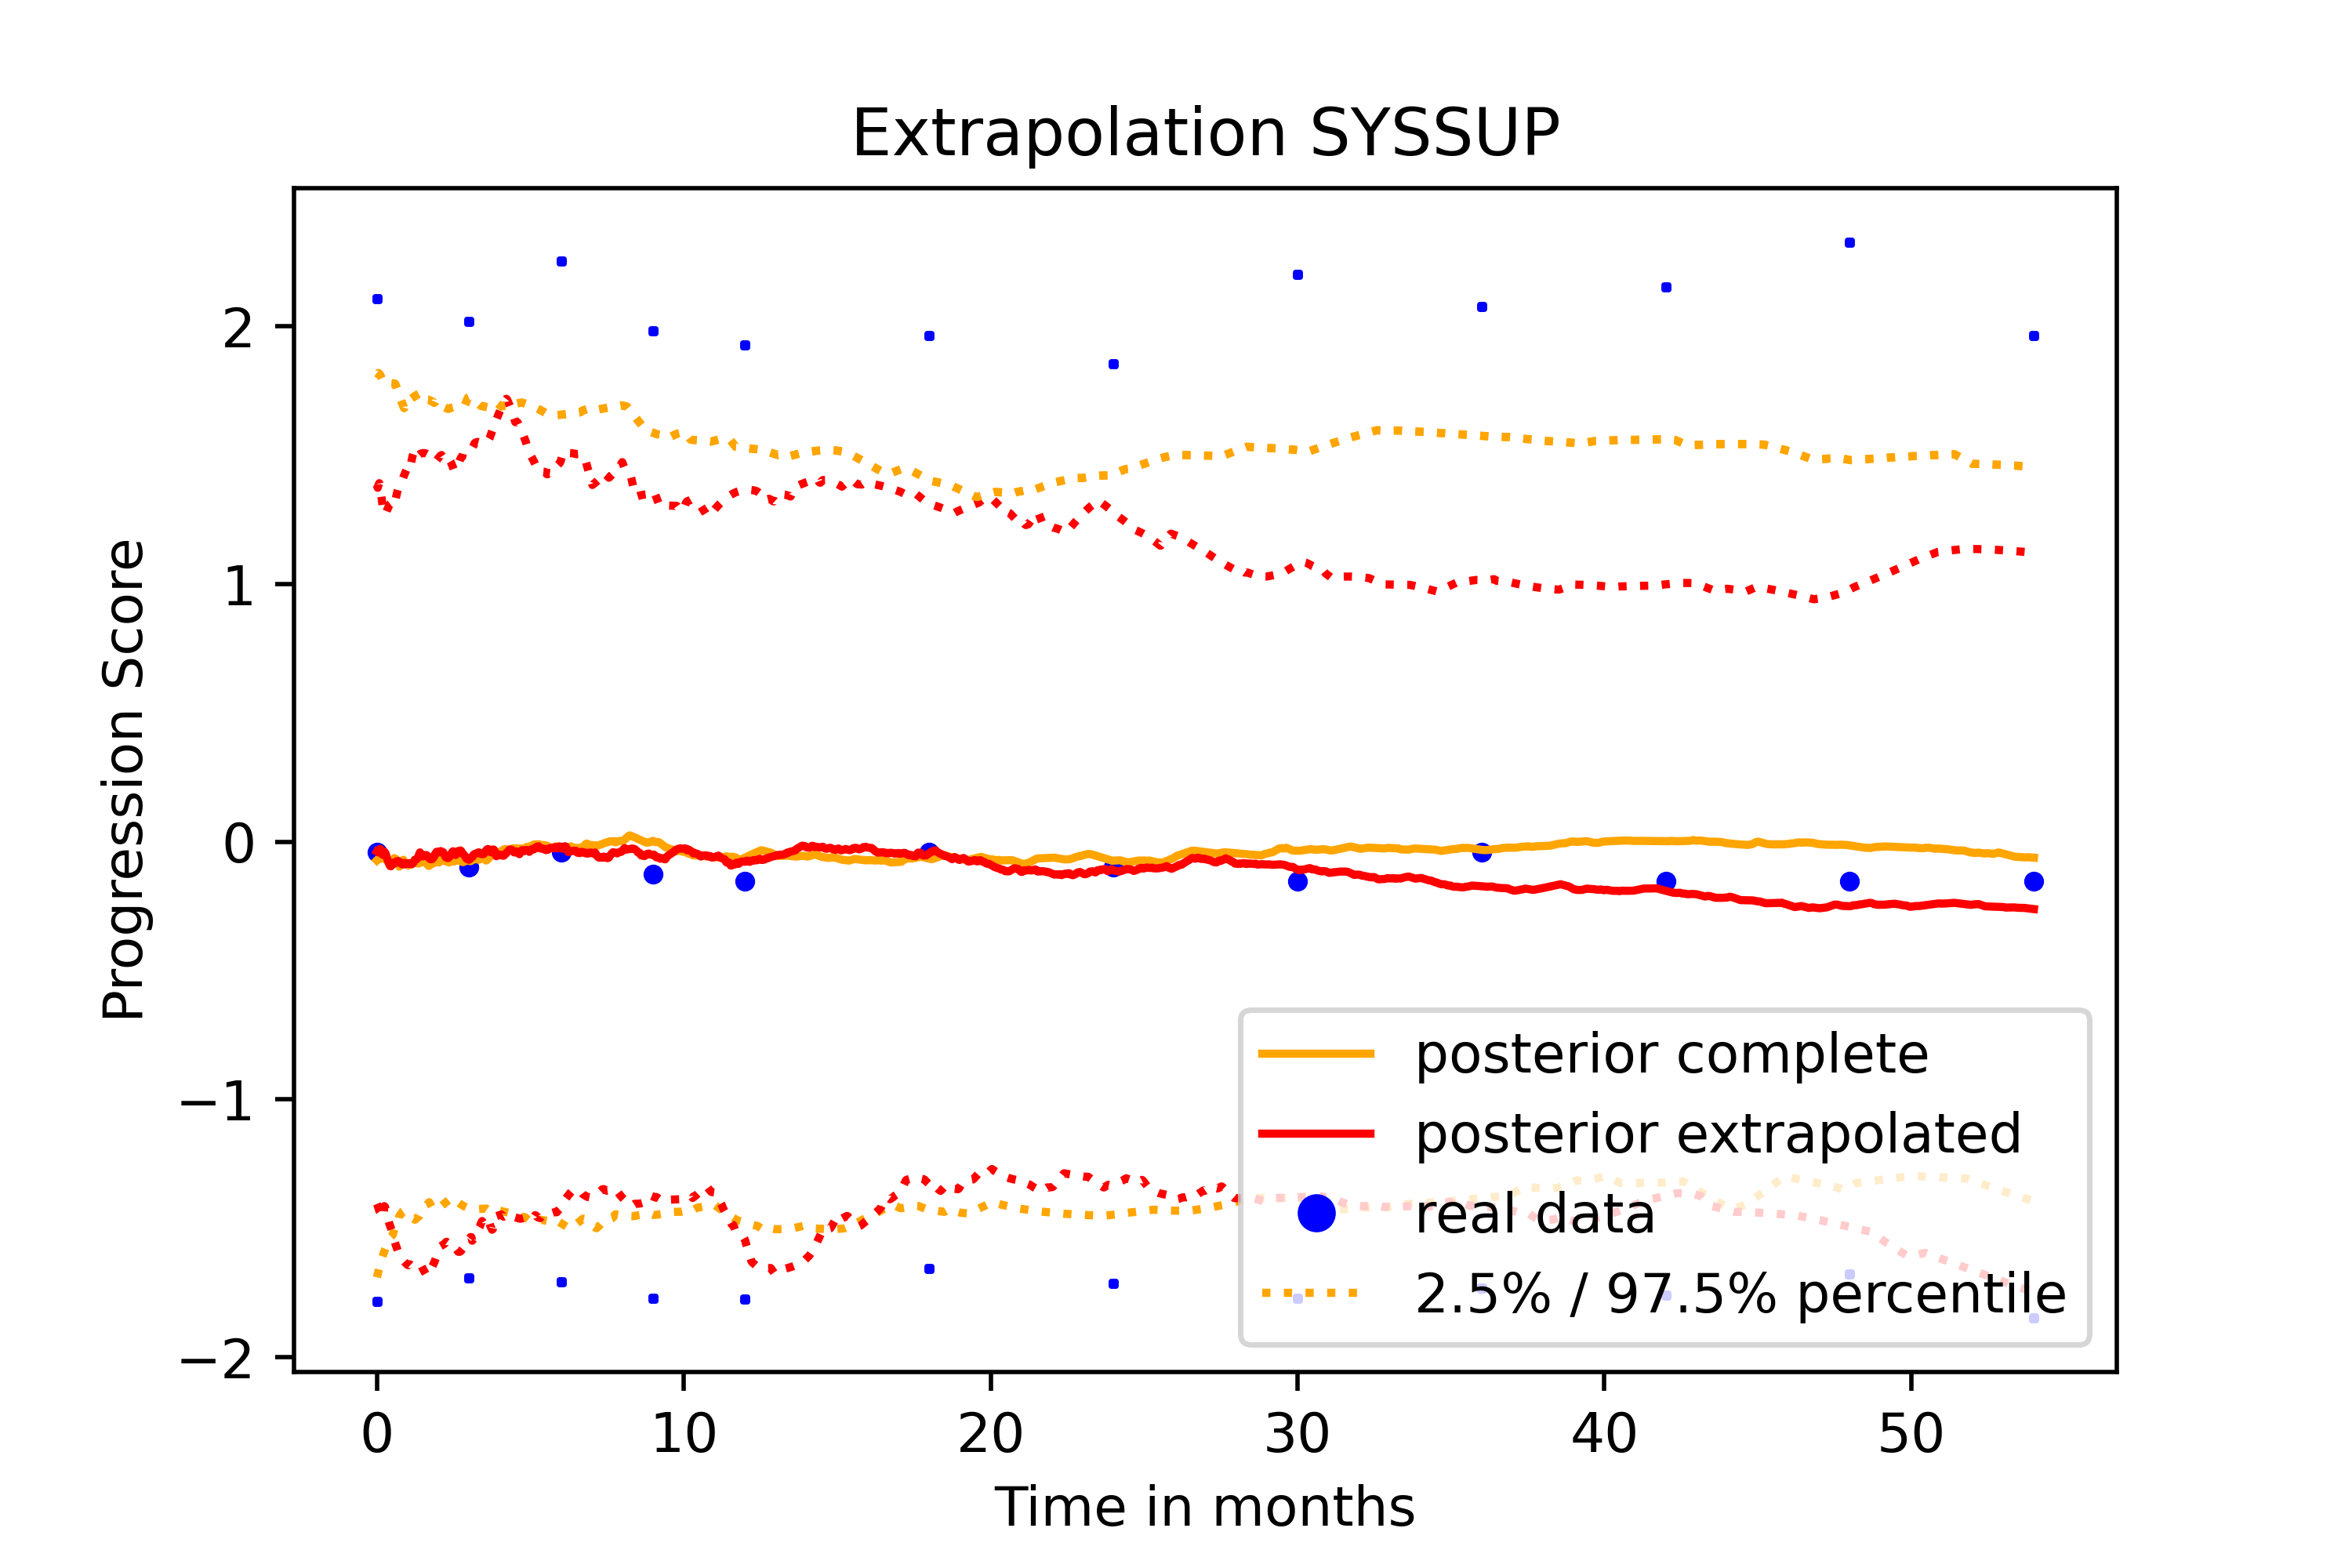 Extrapolation SYSSUP
Progression Score
2
1
0
−1
−2
posterior complete
posterior extrapolated
real data
2.5% / 97.5% percentile
0 10 20 30 40 50
Time in months